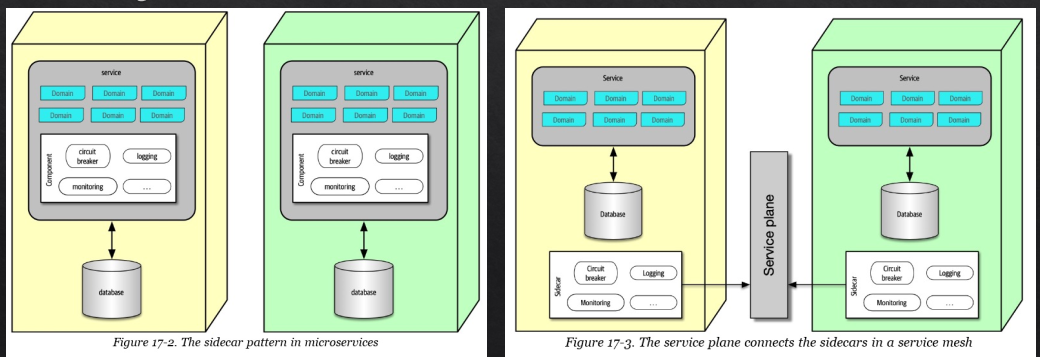 service
Domain Domain Domain
Domain Domain Domain
Component
circuit
breaker
logging
monitoring
...
database
service
Domain Domain Domain
Domain Domain Domain
Component
circuit
breaker
logging
monitoring
...
database
Figure 17-2. The sidecar pattern in microservices
Service
Domain Domain Domain
Domain Domain Domain
Database
Sidecar
Circuit
breaker
Logging
Monitoring
...
Service plane
Service
Domain Domain Domain
Domain Domain Domain
Database
Sidecar
Circuit
breaker
Logging
Monitoring
...
Figure 17-3. The service plane connects the sidecars in a service mesh